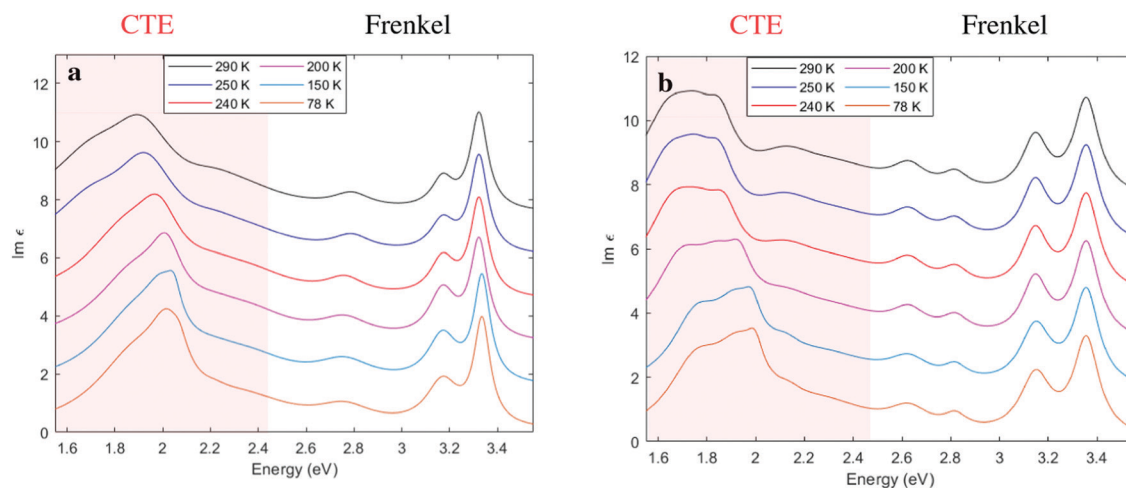 CTE Frenkel
a
290 K 200 K
250 K 150 K
240 K 78 K
12
10
8
6
4
2
0
Im ϵ
1.6 1.8 2 2.2 2.4 2.6 2.8 3 3.2 3.4
Energy (eV)
CTE Frenkel
b
290 K 200 K
250 K 150 K
240 K 78 K
12
10
8
6
4
2
0
Im ϵ
1.6 1.8 2 2.2 2.4 2.6 2.8 3 3.2 3.4
Energy (eV)